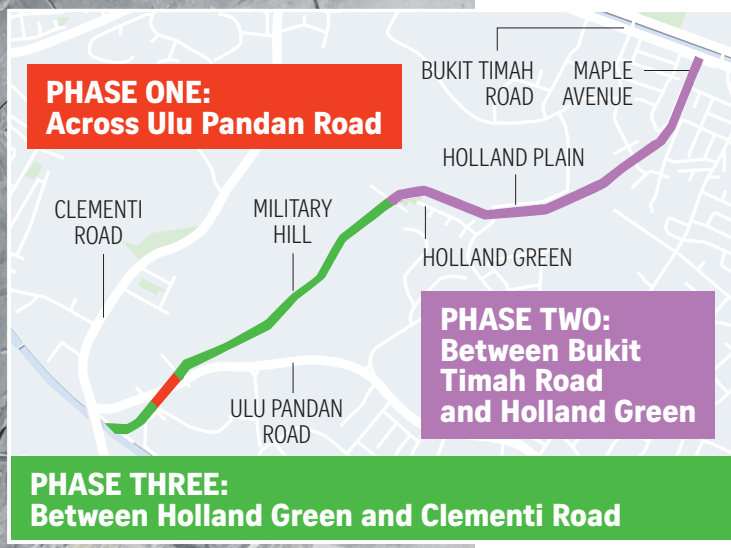 PHASE ONE:
Across Ulu Pandan Road
BUKIT TIMAH
ROAD
MAPLE
AVENUE
HOLLAND PLAIN
CLEMENTI
ROAD
MILITARY
HILL
HOLLAND GREEN
PHASE TWO:
Between Bukit
Timah Road
and Holland Green
ULU PANDAN
ROAD
PHASE THREE:
Between Holland Green and Clementi Road